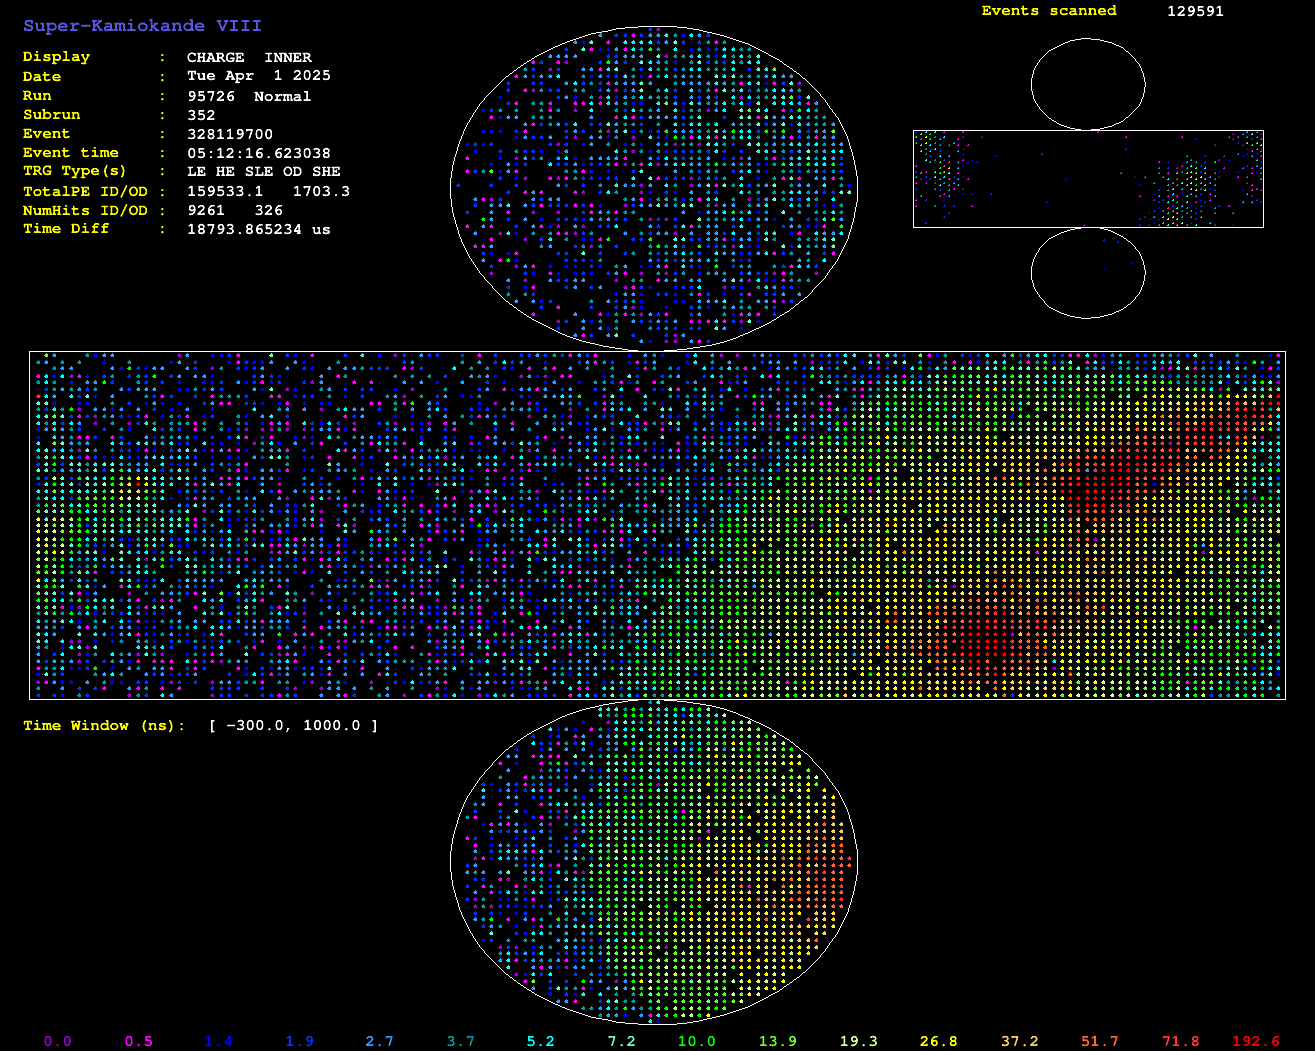 Super-Kamiokande VIII
Events scanned 129591
Display : CHARGE INNER
Date : Tue Apr 1 2025
Run : 95726 Normal
Subrun : 352
Event : 328119700
Event time : 05:12:16.623038
TRG Type(s) : LE HE SLE OD SHE
TotalPE ID/OD : 159533.1 1703.3
NumHits ID/OD : 9261 326
Time Diff : 18793.865234 us
Time Window (ns): [ -300.0, 1000.0 ]
0.0 0.5 1.4 1.9 2.7 3.7 5.2 7.2 10.0 13.9 19.3 26.8 37.2 51.7 71.8 192.6